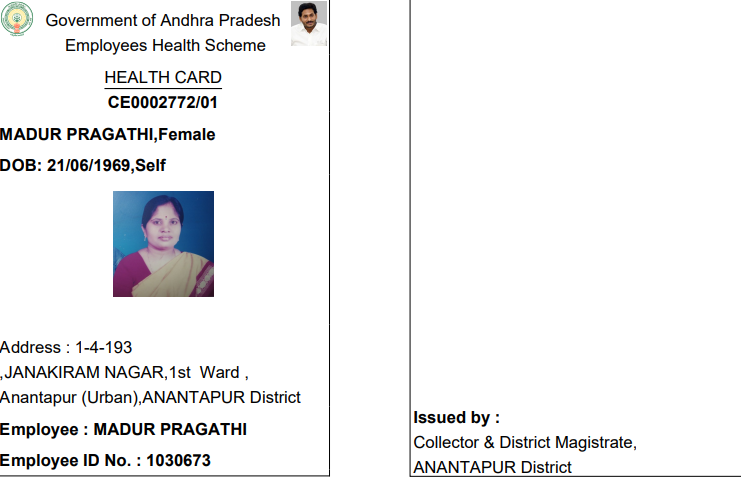 Government of Andhra Pradesh
Employees Health Scheme
HEALTH CARD
CE0002772/01
MADUR PRAGATHI,Female
DOB: 21/06/1969,Self
Address : 1-4-193
,JANAKIRAM NAGAR,1st Ward ,
Anantapur (Urban),ANANTAPUR District
Employee : MADUR PRAGATHI
Employee ID No. : 1030673
Issued by :
Collector & District Magistrate,
ANANTAPUR District